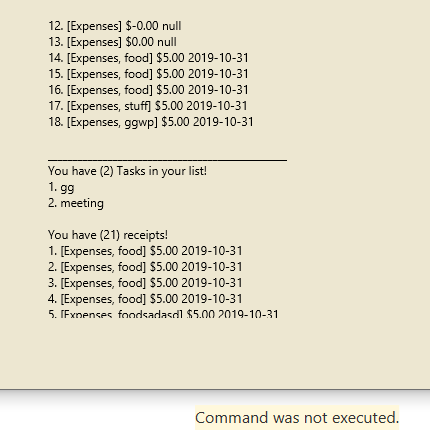 12. [Expenses] $-0.00 null
13. [Expenses] $0.00 null
14. [Expenses, food] $5.00 2019-10-31
15. [Expenses, food] $5.00 2019-10-31
16. [Expenses, food] $5.00 2019-10-31
17. [Expenses, stuff] $5.00 2019-10-31
18. [Expenses, ggwp] $5.00 2019-10-31
You have (2) Tasks in your list!
1. gg
2. meeting
You have (21) receipts!
1. [Expenses, food] $5.00 2019-10-31
2. [Expenses, food] $5.00 2019-10-31
3. [Expenses, food] $5.00 2019-10-31
4. [Expenses, food] $5.00 2019-10-31
5. [Expenses, foodsadasd] $5.00 2019-10-31
Command was not executed.